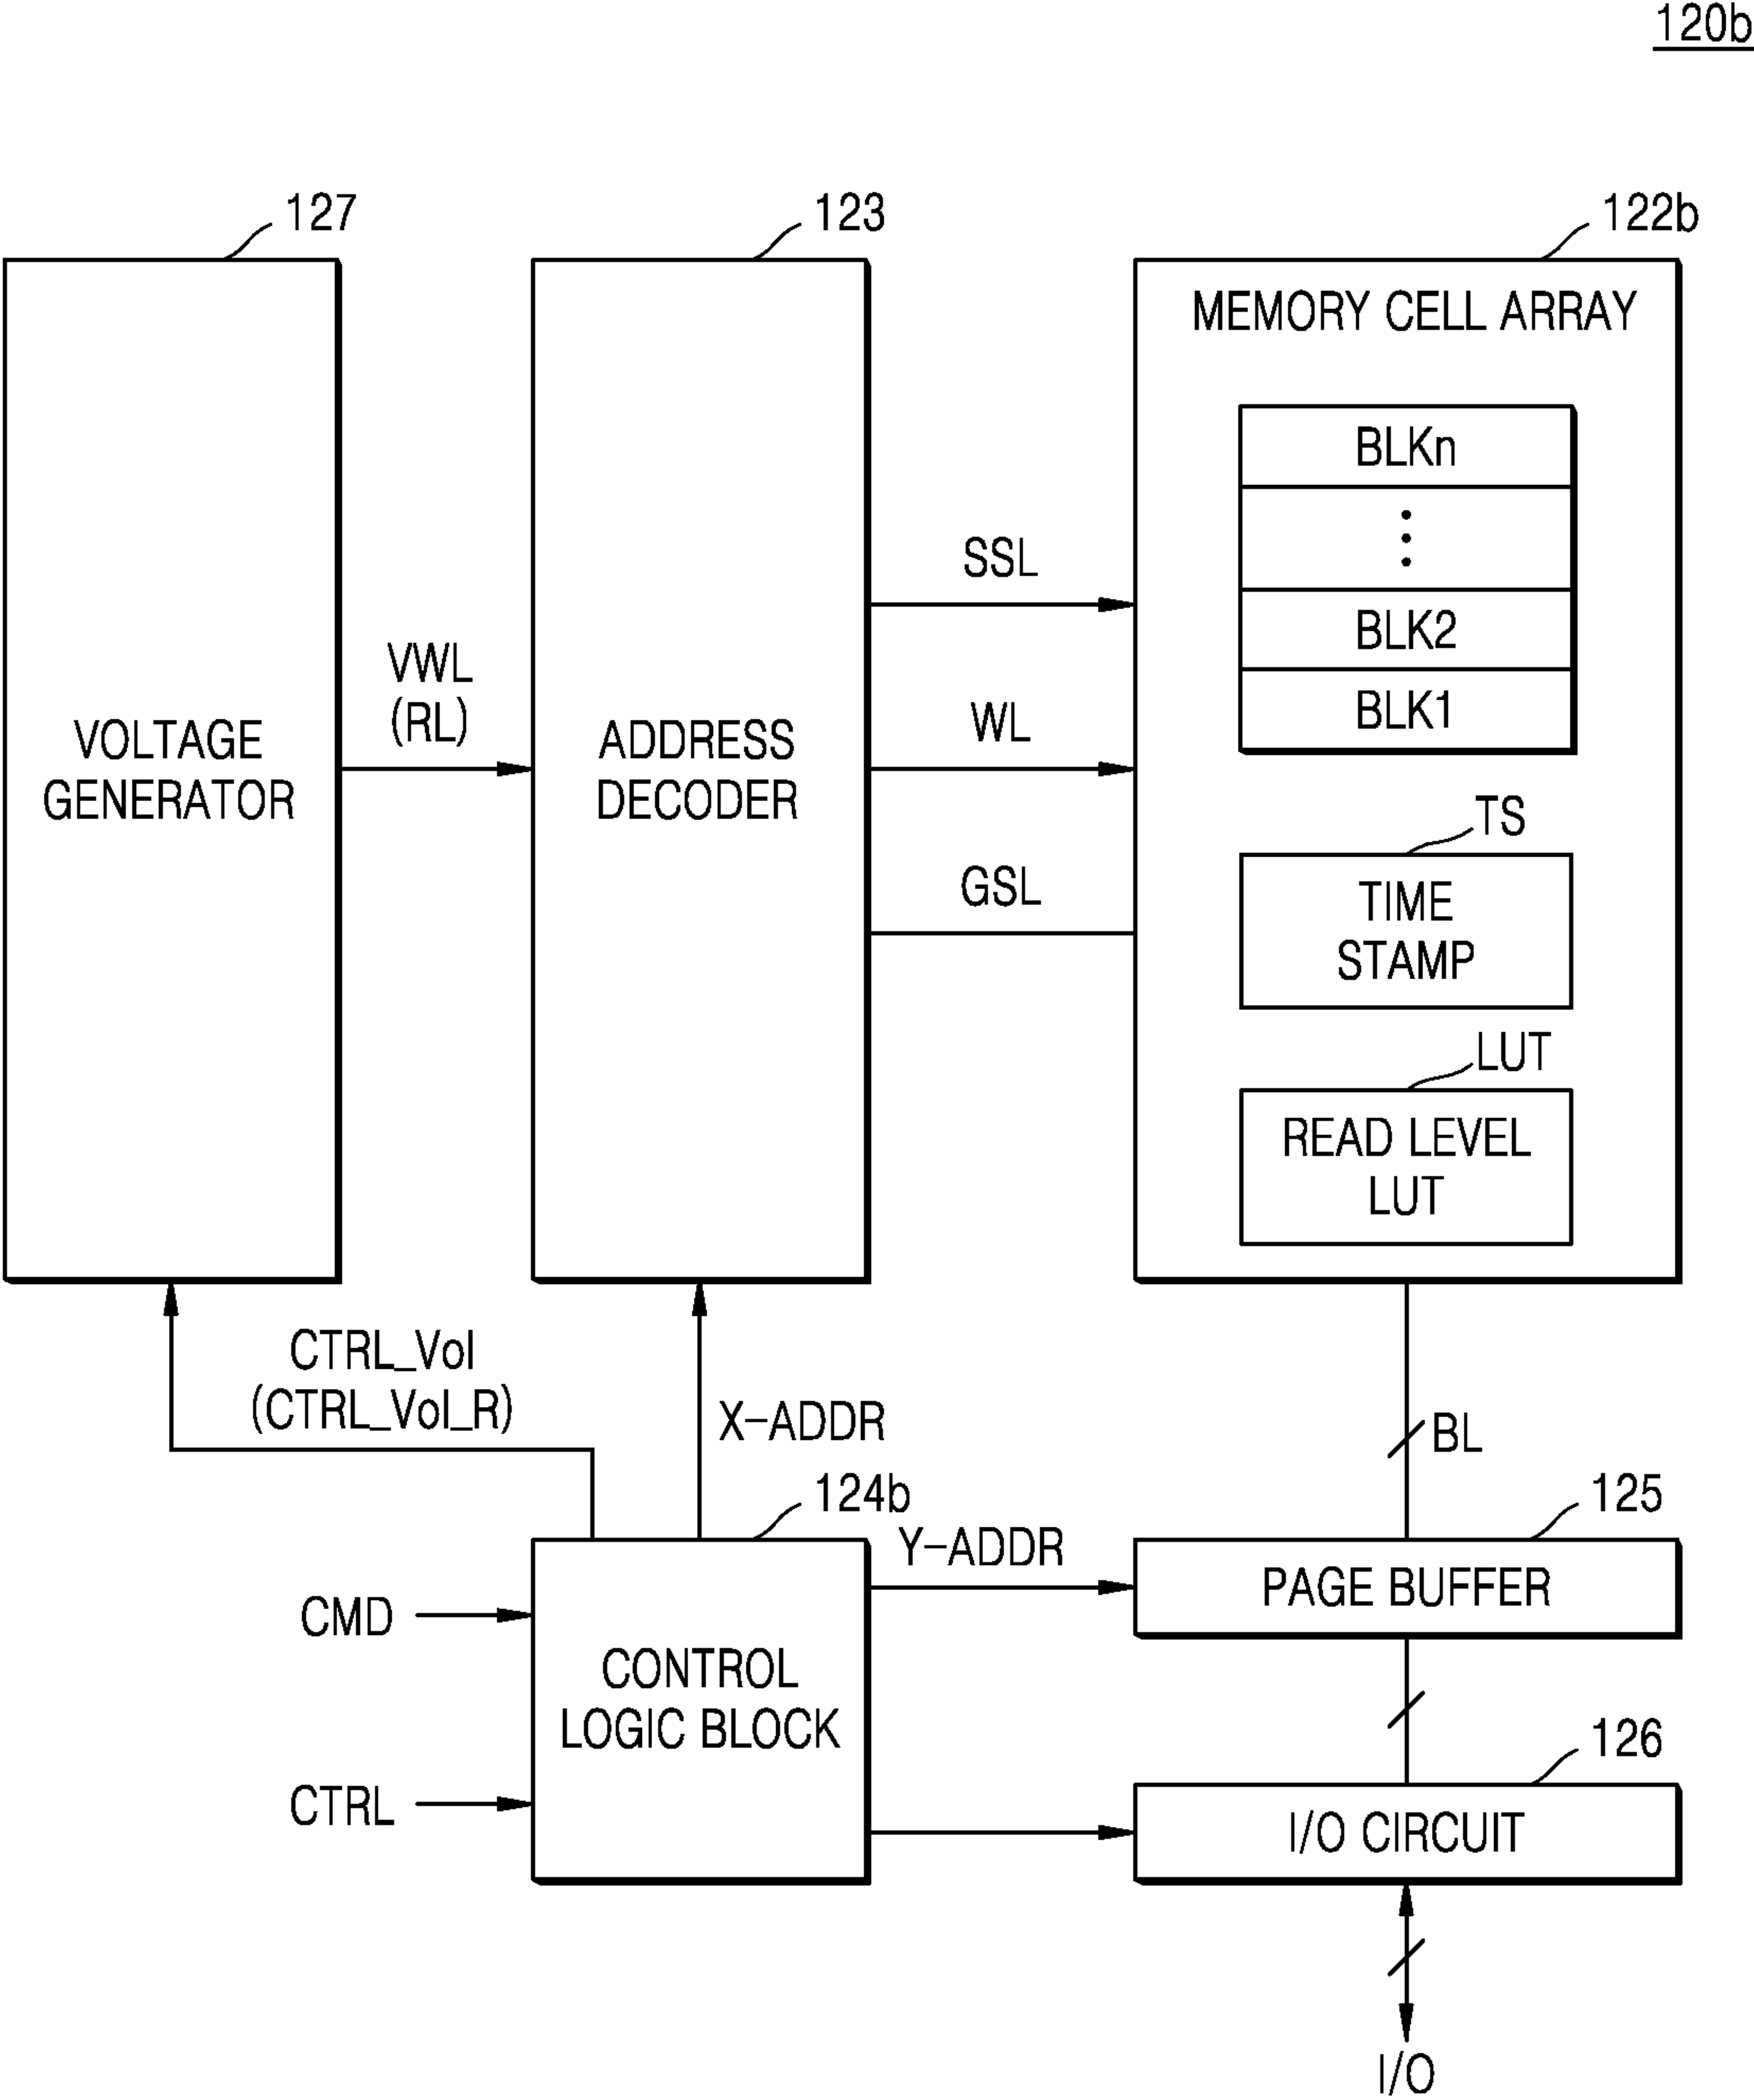 120b
127
123
122b
MEMORY CELL ARRAY
BLKn
BLK2
BLK1
SSL
VWL
(RL)
WL
VOLTAGE
GENERATOR
ADDRESS
DECODER
TS
GSL
TIME
STAMP
LUT
READ LEVEL
LUT
CTRL_Vol
(CTRL_Vol_R)
X-ADDR
BL
124b
125
Y-ADDR
PAGE BUFFER
CMD
CONTROL
LOGIC BLOCK
126
CTRL
I/O CIRCUIT
I/O